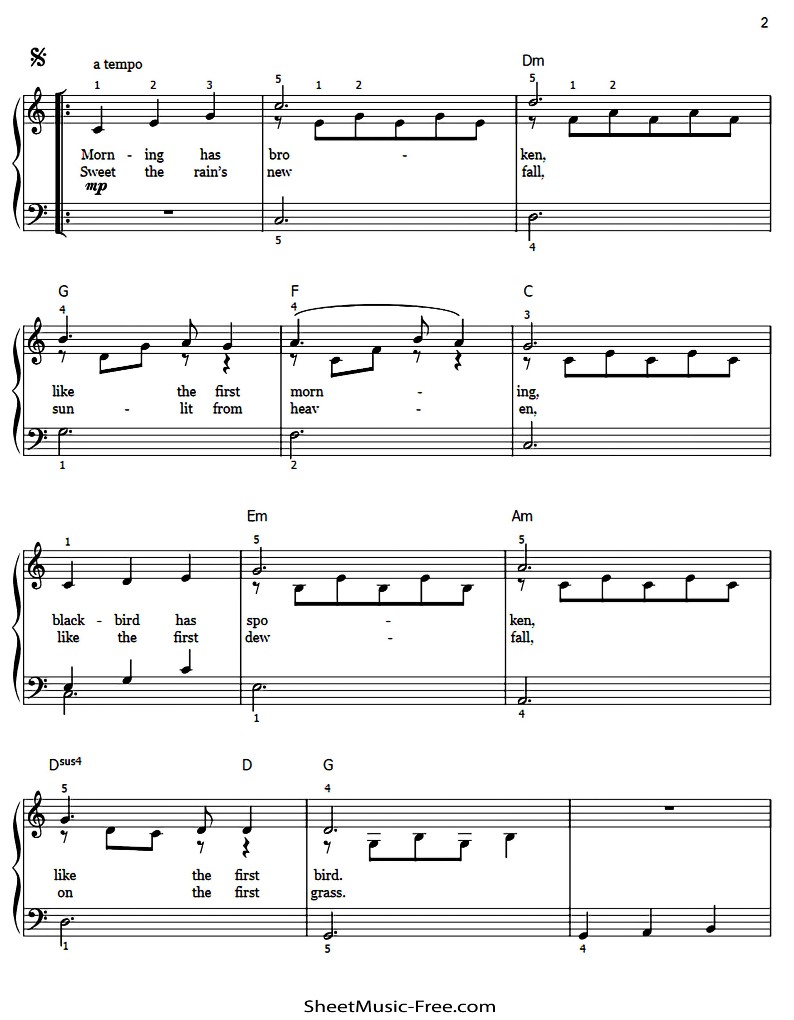 2
a tempo
Dm
1 2 3 5 1 2 5 1 2
Morn - ing has bro - ken,
Sweet the rain's new fall,
mp
5 4
G F C
4 4 3
like the first morn - ing,
sun - lit from heav - en,
1 2
Em Am
1 5 5
black - bird has spo - ken,
like the first dew - fall,
1 4
Dsus4 D G
5 4
like the first bird.
on the first grass.
1 5 4
SheetMusic-Free.com